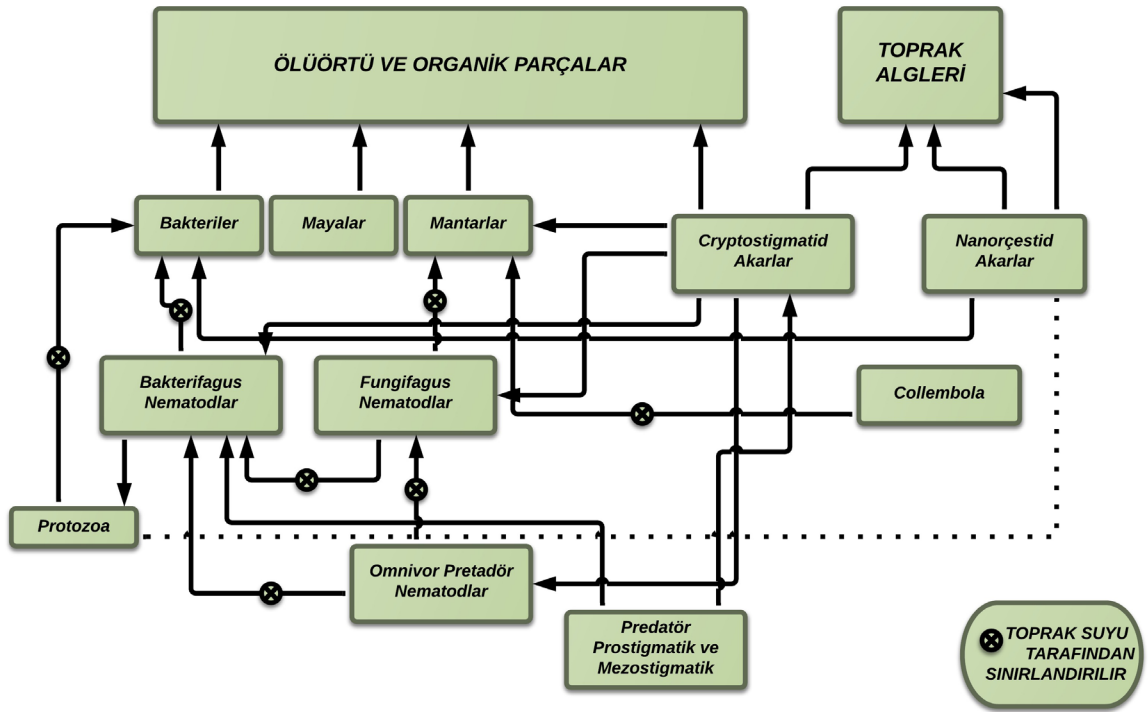 ÖLÜÖRTÜ VE ORGANİK PARÇALAR
TOPRAK
ALGLERİ
Bakteriler
Mayalar
Mantarlar
Cryptostigmatid
Akarlar
Nanorçestid
Akarlar
Bakterifagus
Nematodlar
Fungifagus
Nematodlar
Collembola
Protozoa
Omnivor Pretadör
Nematodlar
Predatör
Prostigmatik ve
Mezostigmatik
TOPRAK SUYU
TARAFINDAN
SINIRLANDIRILIR